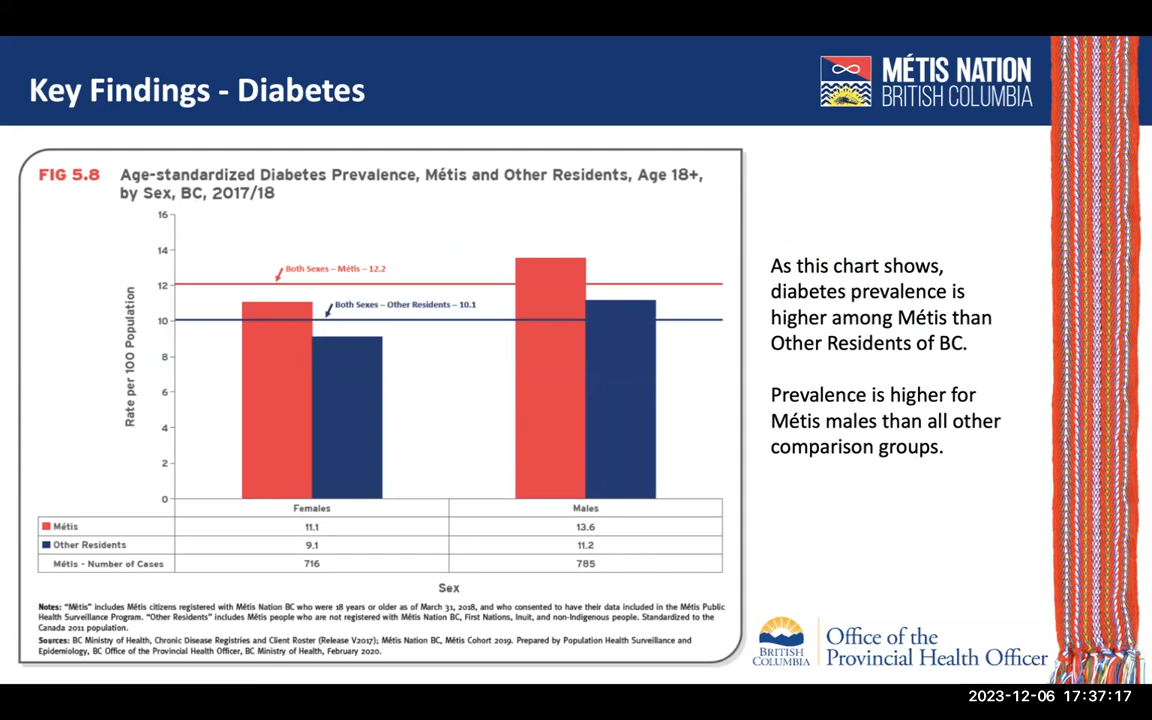 Key Findings - Diabetes
MÉTIS NATION
BRITISH COLUMBIA
FIG 5.8 Age-standardized Diabetes Prevalence, Métis and Other Residents, Age 18+,
by Sex, BC, 2017/18
16
14
12
10
8
6
4
2
0
Rate per 100 Population
Both Sexes – Métis – 12.2
Both Sexes – Other Residents – 10.1
Females Males
Métis 11.1 13.6
Other Residents 9.1 11.2
Métis - Number of Cases 716 785
Sex
Notes: “Métis” includes Métis citizens registered with Métis Nation BC who were 18 years or older as of March 31, 2018, and who consented to have their data included in the Métis Public
Health Surveillance Program. “Other Residents” includes Métis people who are not registered with Métis Nation BC, First Nations, Inuit, and non-Indigenous people. Standardized to the
Canada 2011 population.
Sources: BC Ministry of Health, Chronic Disease Registries and Client Roster (Release V2017); Métis Nation BC, Métis Cohort 2019. Prepared by Population Health Surveillance and
Epidemiology, BC Office of the Provincial Health Officer, BC Ministry of Health, February 2020.
As this chart shows,
diabetes prevalence is
higher among Métis than
Other Residents of BC.
Prevalence is higher for
Métis males than all other
comparison groups.
BRITISH
COLUMBIA
Office of the
Provincial Health Officer
2023-12-06 17:37:17